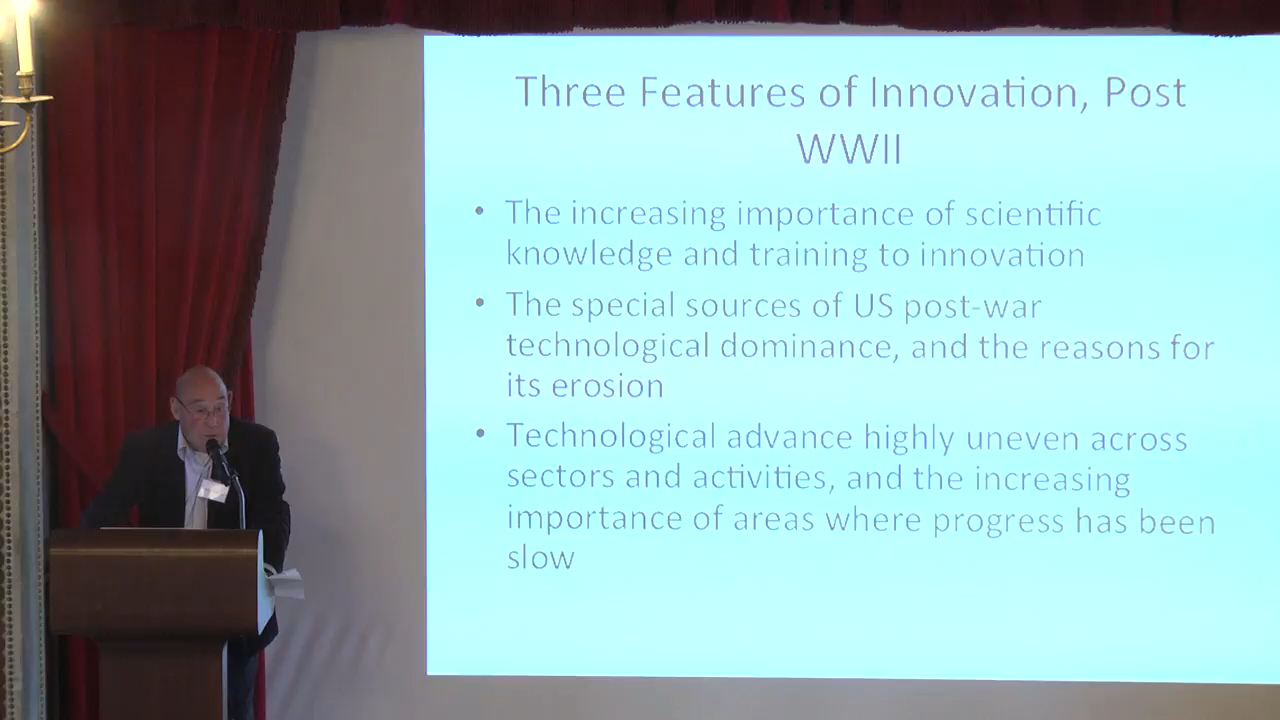 Three Features of Innovation, Post
WWII
• The increasing importance of scientific
knowledge and training to innovation
• The special sources of US post-war
technological dominance, and the reasons for
its erosion
• Technological advance highly uneven across
sectors and activities, and the increasing
importance of areas where progress has been
slow